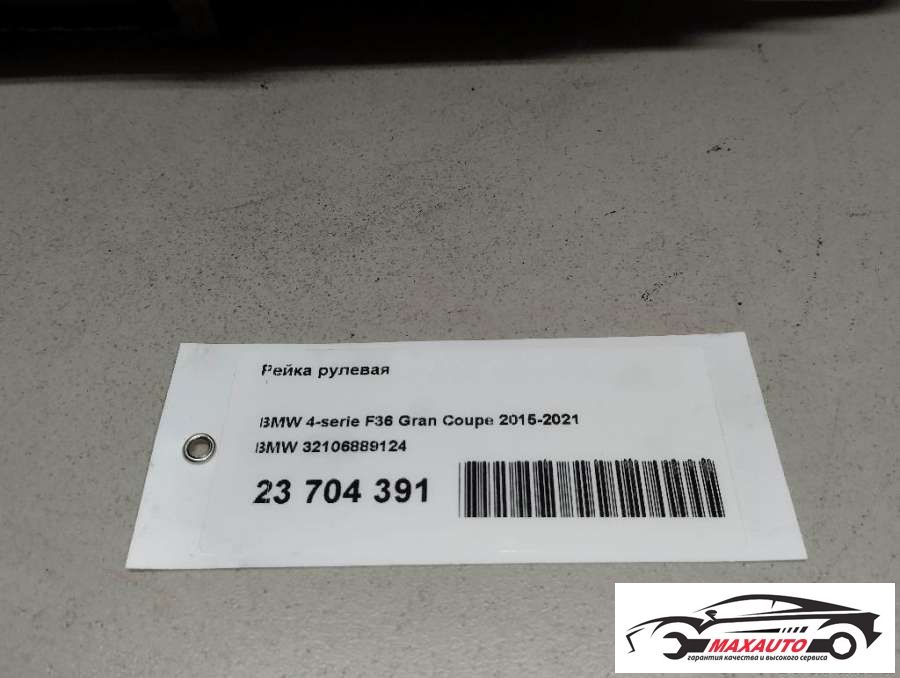 Рейка рулевая
BMW 4-serie F36 Gran Coupe 2015-2021
BMW 32106889124
23 704 391
MAXAUTO
гарантия качества и высокого сервиса